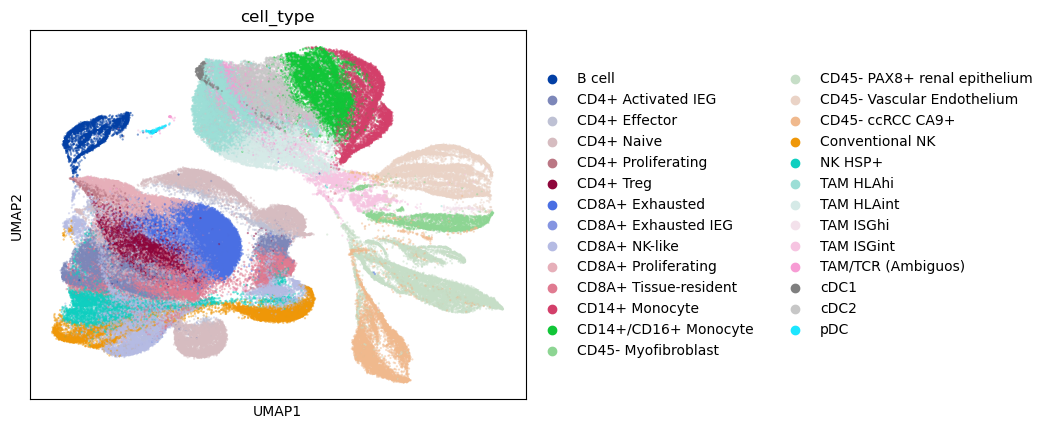 cell_type
UMAP2
UMAP1
B cell
CD4+ Activated IEG
CD4+ Effector
CD4+ Naive
CD4+ Proliferating
CD4+ Treg
CD8A+ Exhausted
CD8A+ Exhausted IEG
CD8A+ NK-like
CD8A+ Proliferating
CD8A+ Tissue-resident
CD14+ Monocyte
CD14+/CD16+ Monocyte
CD45- Myofibroblast
CD45- PAX8+ renal epithelium
CD45- Vascular Endothelium
CD45- ccRCC CA9+
Conventional NK
NK HSP+
TAM HLAhi
TAM HLAint
TAM ISGhi
TAM ISGint
TAM/TCR (Ambiguos)
cDC1
cDC2
pDC